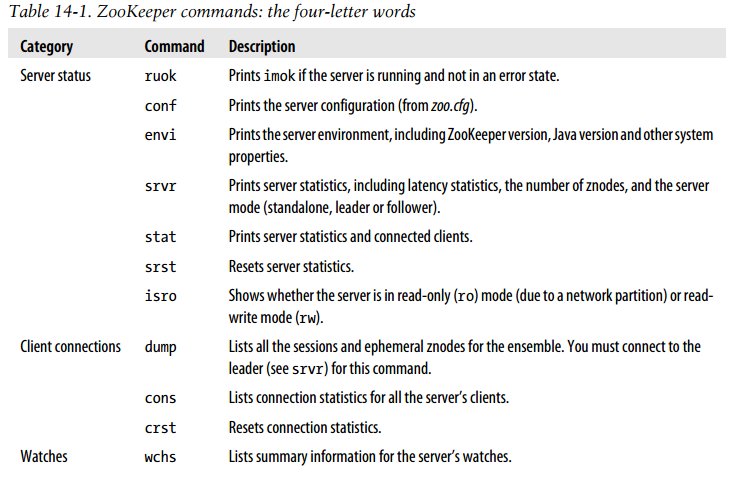 Table 14-1. ZooKeeper commands: the four-letter words
Category Command Description
Server status ruok Prints imok if the server is running and not in an error state.
conf Prints the server configuration (from zoo.cfg).
envi Prints the server environment, including ZooKeeper version, Java version and other system
properties.
srvr Prints server statistics, including latency statistics, the number of znodes, and the server
mode (standalone, leader or follower).
stat Prints server statistics and connected clients.
srst Resets server statistics.
isro Shows whether the server is in read-only (ro) mode (due to a network partition) or read-
write mode (rw).
Client connections dump Lists all the sessions and ephemeral znodes for the ensemble. You must connect to the
leader (see srvr) for this command.
cons Lists connection statistics for all the server's clients.
crst Resets connection statistics.
Watches wchs Lists summary information for the server's watches.